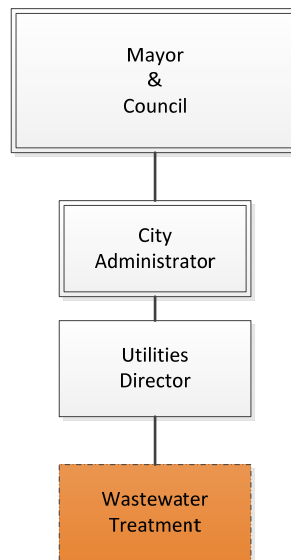 Mayor
&
Council
City
Administrator
Utilities
Director
Wastewater
Treatment